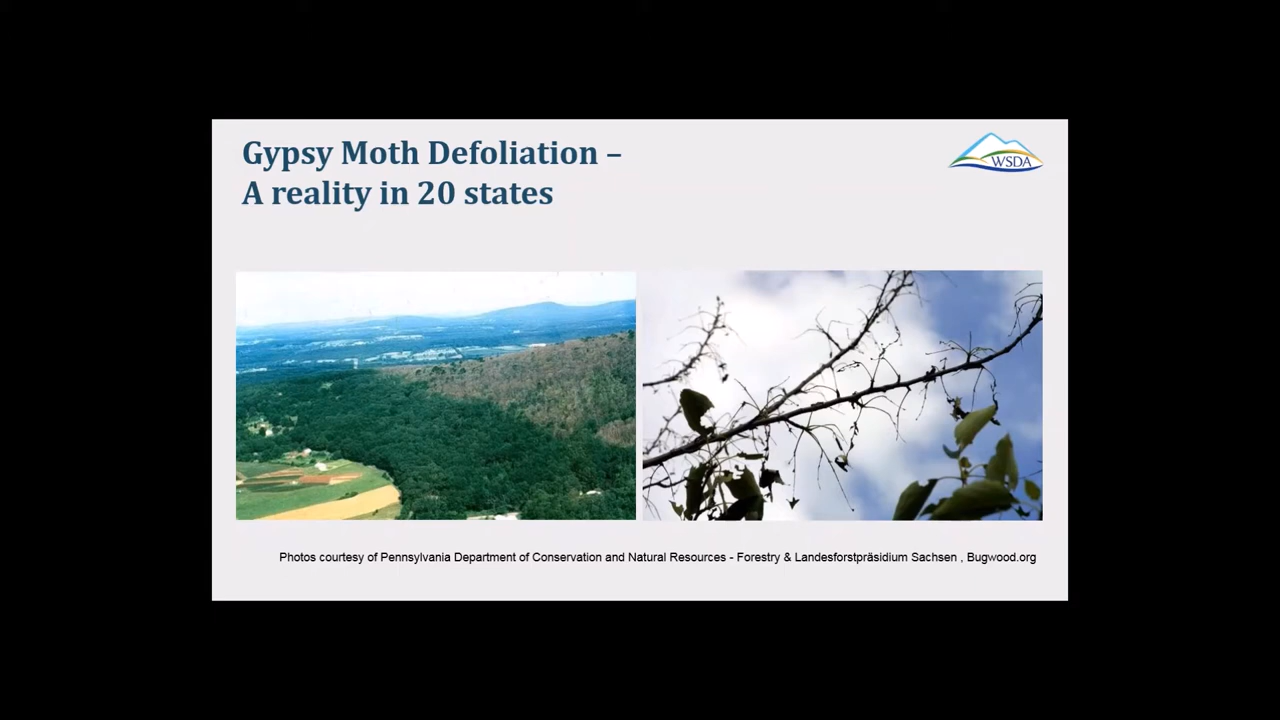 Gypsy Moth Defoliation –
A reality in 20 states
WSDA
Photos courtesy of Pennsylvania Department of Conservation and Natural Resources - Forestry & Landesforstpräsidium Sachsen , Bugwood.org